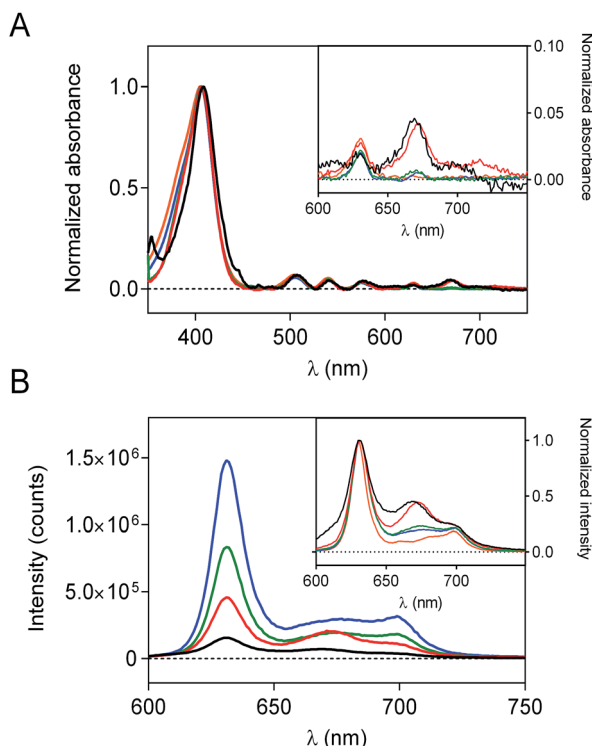 A
Normalized absorbance
1.0
0.5
0.0
400
500
600
700
λ (nm)
0.10
0.05
0.00
Normalized absorbance
600
650
700
λ (nm)
B
Intensity (counts)
1.5×10⁶
1.0×10⁶
5.0×10⁵
0
600
650
700
750
λ (nm)
1.0
0.5
0.0
Normalized intensity
600
650
700
λ (nm)